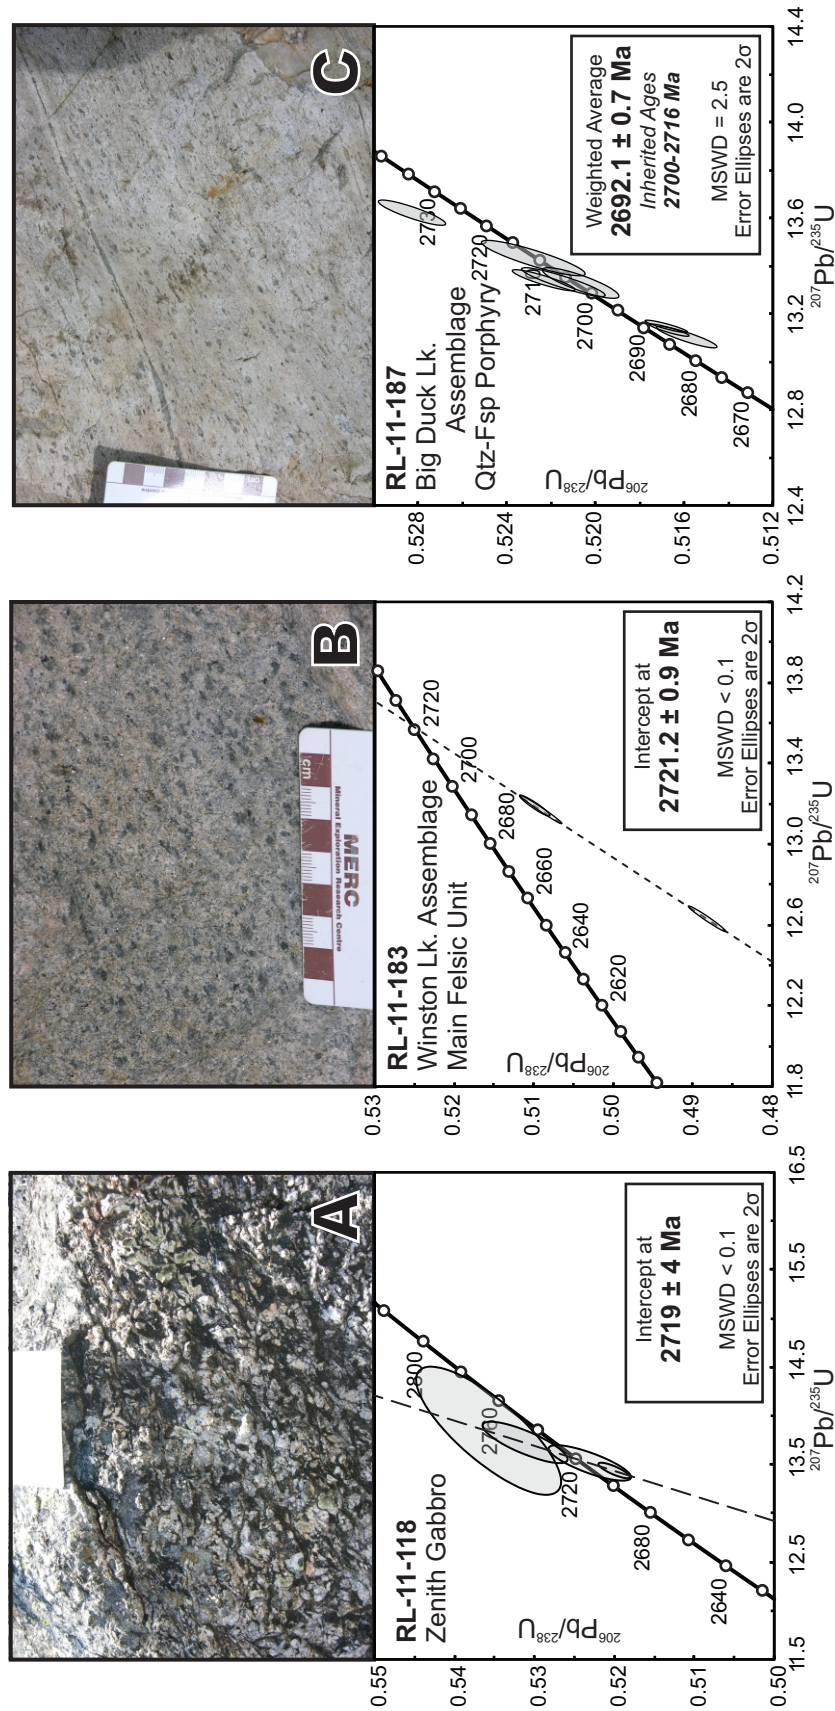 A
RL-11-118
Zenith Gabbro
206Pb/238U
0.55
0.54
0.53
0.52
0.51
0.50
2800
2760
2720
2680
2640
Intercept at
2719 ± 4 Ma
MSWD < 0.1
Error Ellipses are 2σ
11.5
12.5
13.5
14.5
15.5
16.5
207Pb/235U
B
cm
MERC
Mineral Exploration Research Centre
RL-11-183
Winston Lk. Assemblage
Main Felsic Unit
206Pb/238U
0.53
0.52
0.51
0.50
0.49
0.48
2720
2700
2680
2660
2640
2620
Intercept at
2721.2 ± 0.9 Ma
MSWD < 0.1
Error Ellipses are 2σ
11.8
12.2
12.6
13.0
13.4
13.8
14.2
207Pb/235U
C
cm
RL-11-187
Big Duck Lk.
Assemblage
Qtz-Fsp Porphyry
206Pb/238U
0.528
0.524
0.520
0.516
0.512
2730
2720
271
2700
2690
2680
2670
Weighted Average
2692.1 ± 0.7 Ma
Inherited Ages
2700-2716 Ma
MSWD = 2.5
Error Ellipses are 2σ
12.4
12.8
13.2
13.6
14.0
14.4
207Pb/235U